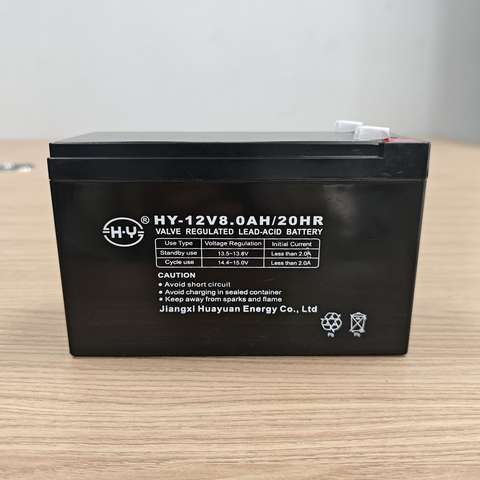 H·Y ®
HY-12V8.0AH/20HR
VALVE REGULATED LEAD-ACID BATTERY
Use Type Voltage Regulation Initial Current
Standby use 13.5-13.8V Less than 2.0A
Cycle use 14.4-15.0V Less than 2.0A
● Avoid short circuit
● Avoid charging in sealed container
● Keep away from sparks and flame
Jiangxi Huayuan Energy Co., Ltd
Pb Pb